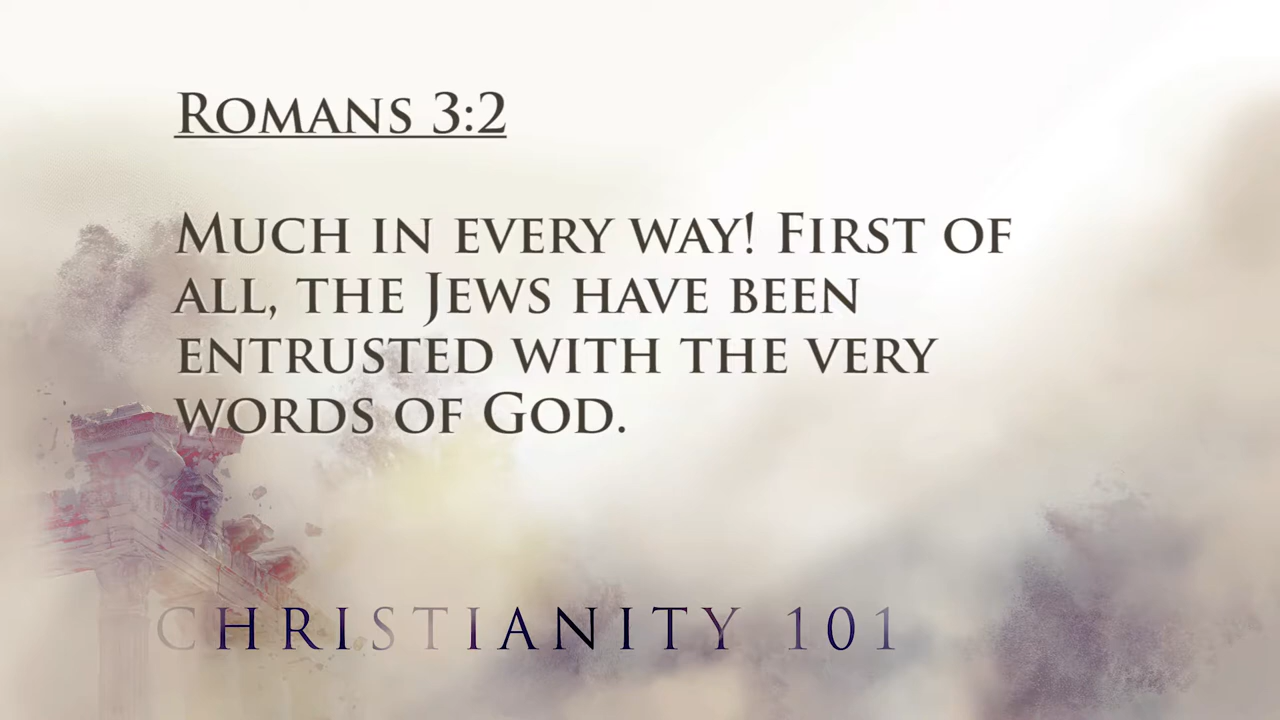 Romans 3:2
Much in every way! First of
all, the Jews have been
entrusted with the very
words of God.
CHRISTIANITY 101